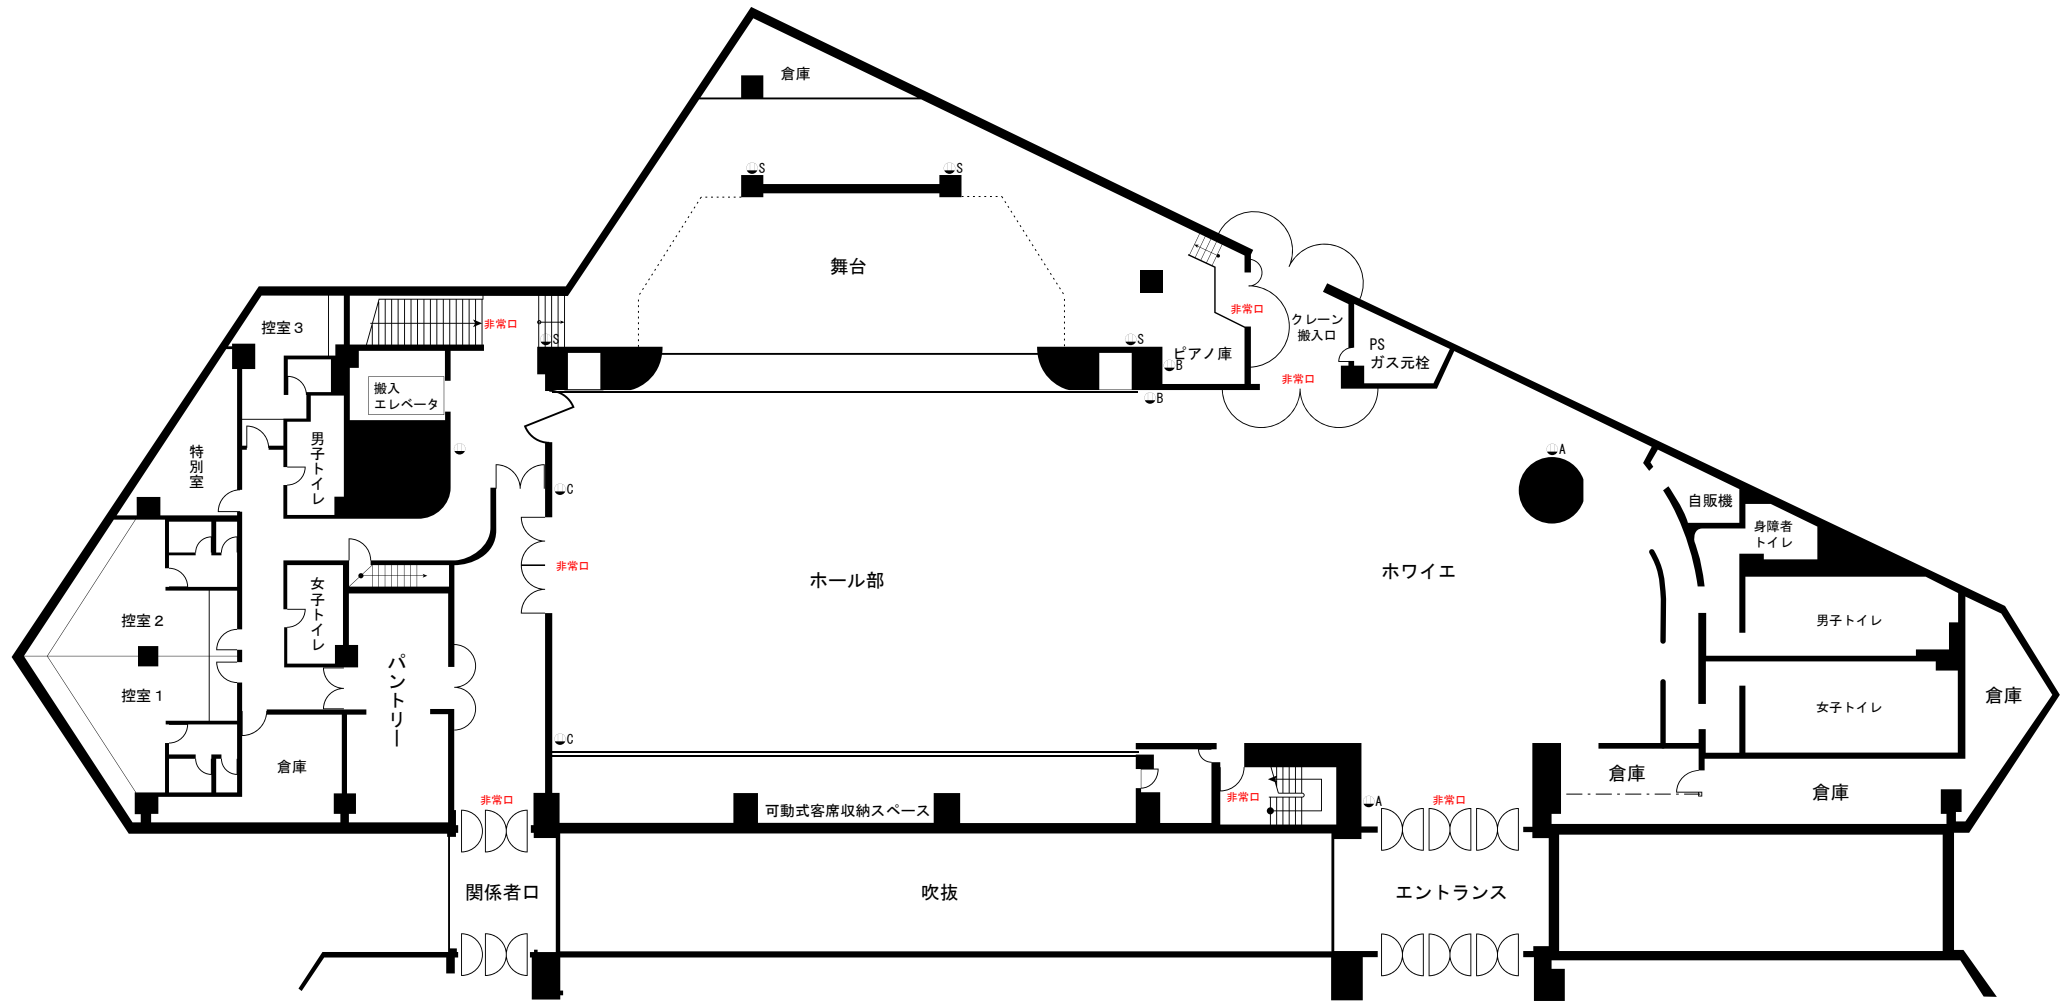 倉庫
S
S
舞台
非常口
クレーン
搬入口
控室3
非常口
S
S
ピアノ庫
B
PS
ガス元栓
搬入
エレベータ
非常口
B
男子トイレ
特別室
A
C
自販機
身障者
トイレ
非常口
ホール部
ホワイエ
女子トイレ
控室2
男子トイレ
パントリー
控室1
倉庫
女子トイレ
C
倉庫
倉庫
倉庫
非常口
可動式客席収納スペース
非常口
A
非常口
関係者口
吹抜
エントランス